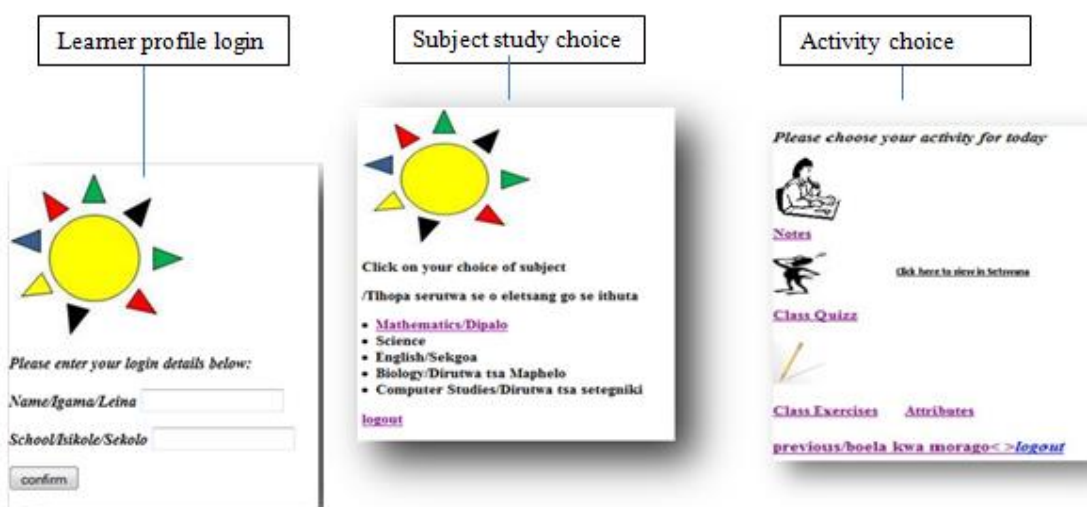 Learner profile login
Subject study choice
Activity choice
Please enter your login details below:
Name/Igama/Leina
School/Isikole/Sekolo
confirm
Click on your choice of subject
/Tlhopa serutwa se o eletsang go se ithuta
• Mathematics/Dipalo
• Science
• English/Sekgoa
• Biology/Dirutwa tsa Maphelo
• Computer Studies/Dirutwa tsa setegniki
logout
Please choose your activity for today
Notes
Click here to view in Setswana
Class Quizz
Class Exercises Attributes
previous/boela kwa morago< >logout